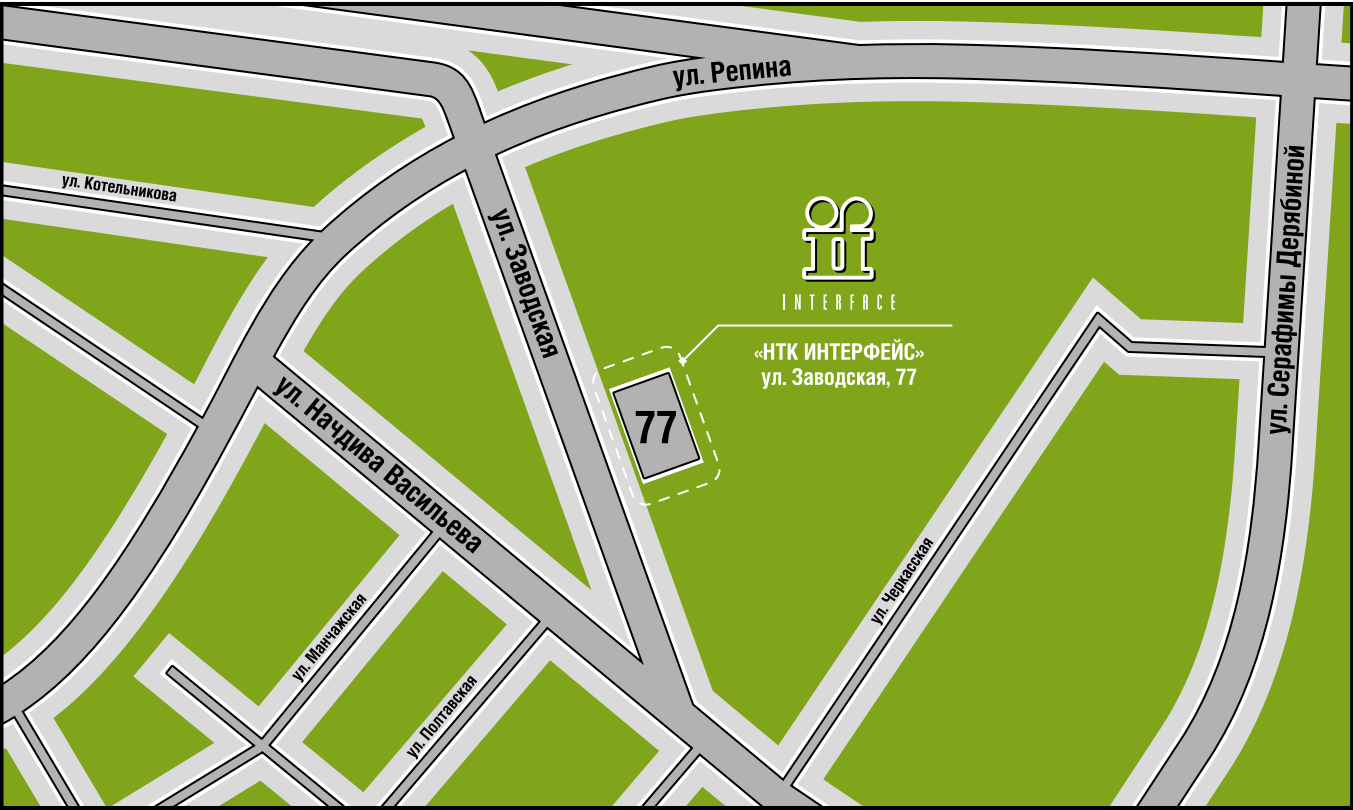 ул. Репина
ул. Котельникова
ул. Заводская
ул. Серафимы Дерябиной
INTERFACE
«НТК ИНТЕРФЕЙС»
ул. Заводская, 77
77
ул. Начдива Васильева
ул. Черкасская
ул. Манчажская
ул. Полтавская